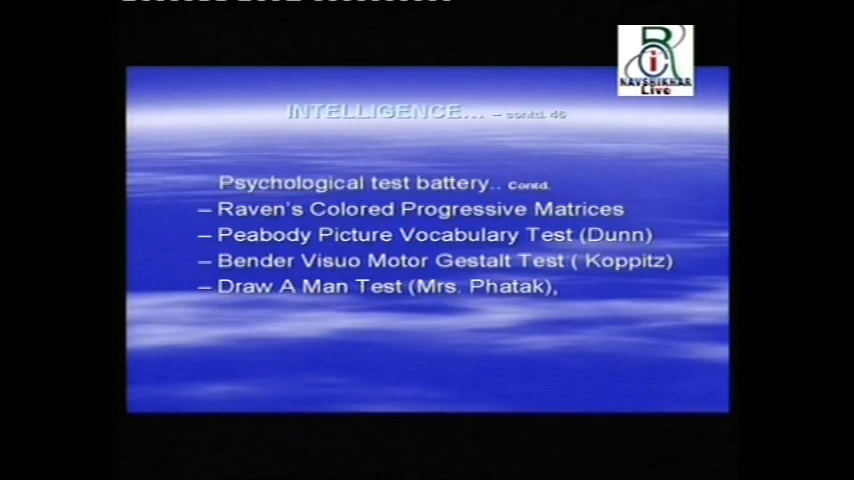 RCI
NAVSHIKHAR
Live
INTELLIGENCE... – contd. 46
Psychological test battery.. Contd.
– Raven's Colored Progressive Matrices
– Peabody Picture Vocabulary Test (Dunn)
– Bender Visuo Motor Gestalt Test ( Koppitz)
– Draw A Man Test (Mrs. Phatak),